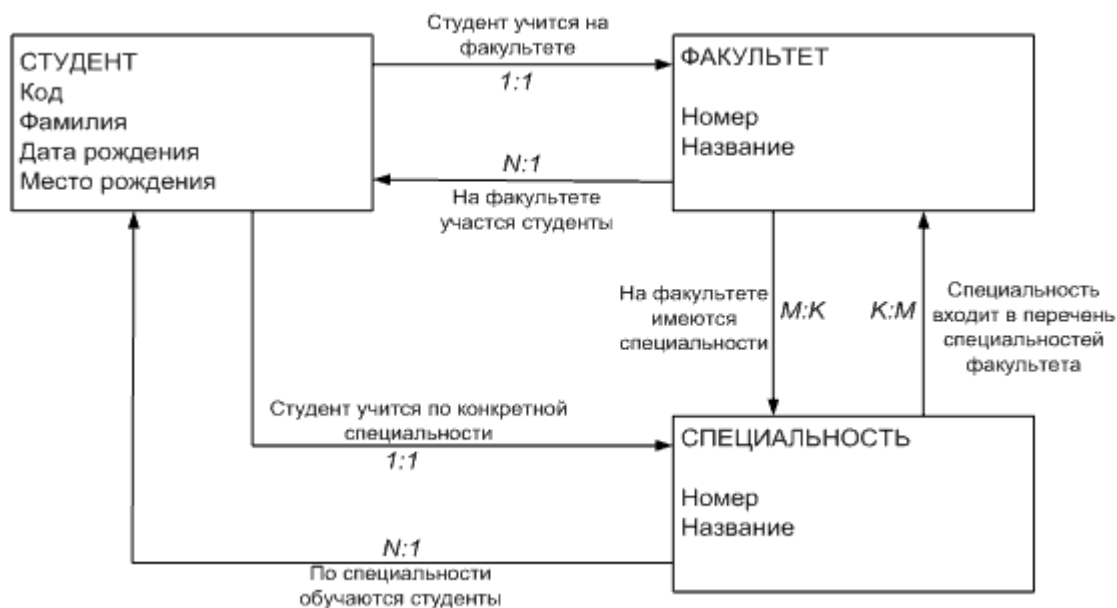 Студент учится на
факультете
1:1
СТУДЕНТ
Код
Фамилия
Дата рождения
Место рождения
ФАКУЛЬТЕТ
Номер
Название
N:1
На факультете
участся студенты
На факультете
имеются
специальности
M:K
K:M
Специальность
входит в перечень
специальностей
факультета
Студент учится по конкретной
специальности
1:1
СПЕЦИАЛЬНОСТЬ
Номер
Название
N:1
По специальности
обучаются студенты